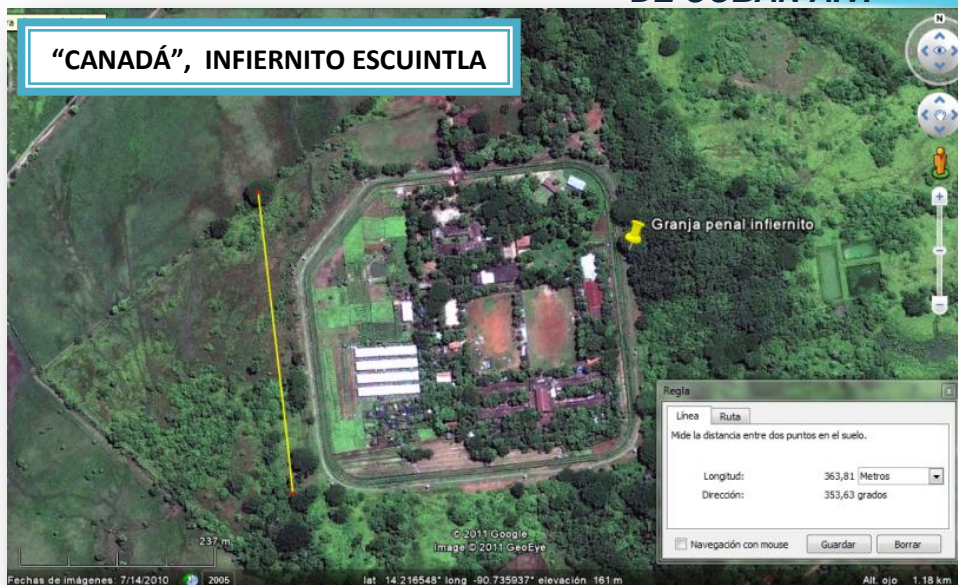 “CANADÁ”, INFIERNITO ESCUINTLA
N
Granja penal infiernito
Regla
Línea Ruta
Mide la distancia entre dos puntos en el suelo.
Longitud: 363,81 Metros
Dirección: 353,63 grados
Navegación con mouse Guardar Borrar
© 2011 Google
Image © 2011 GeoEye
237 m
Fechas de imágenes: 7/14/2010 2005 lat 14.216548° long -90.735937° elevación 161 m Alt. ojo 1.18 km